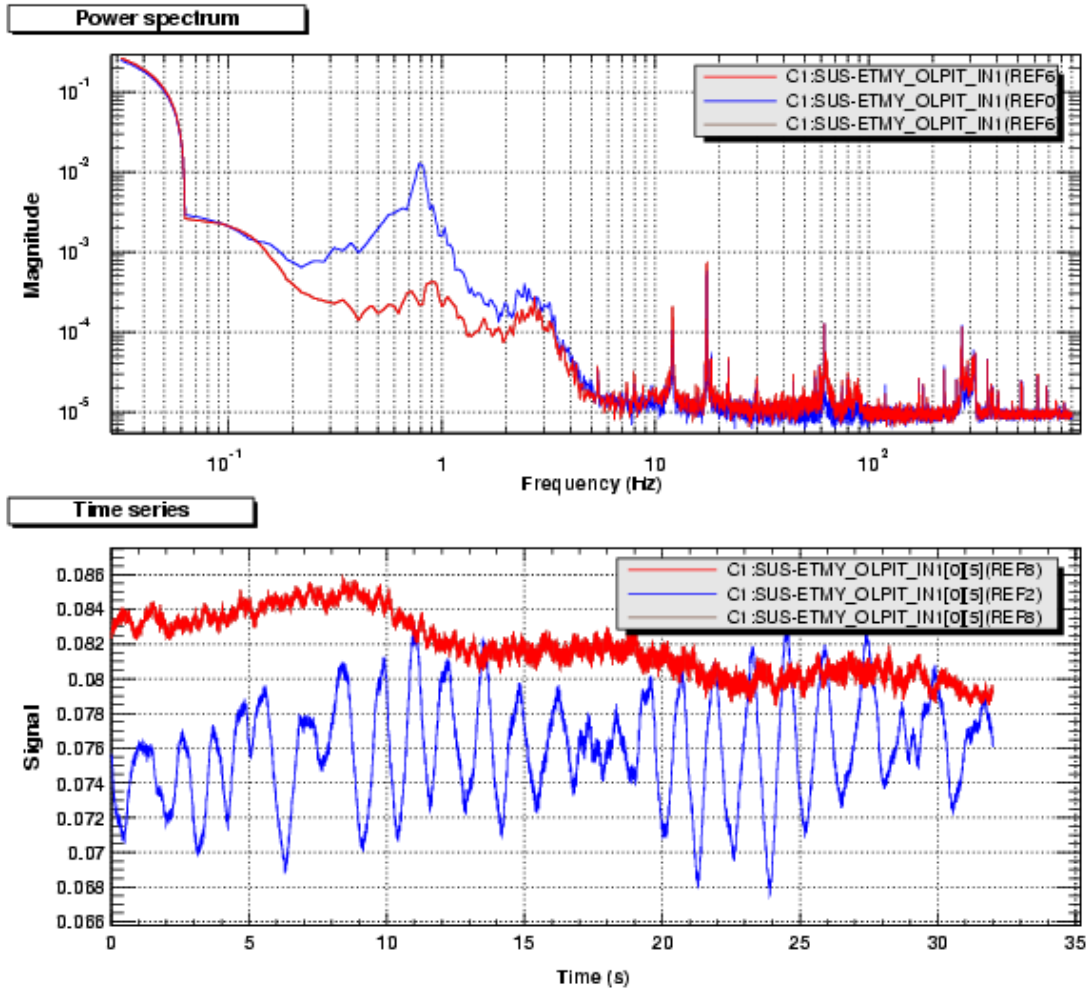 Power spectrum
C1:SUS-ETMY_OLPIT_IN1(REF6)
C1:SUS-ETMY_OLPIT_IN1(REF0)
C1:SUS-ETMY_OLPIT_IN1(REF6)
Magnitude
10^-1
10^-2
10^-3
10^-4
10^-5
10^-1
1
10
10^2
Frequency (Hz)
Time series
C1:SUS-ETMY_OLPIT_IN1[0][5](REF8)
C1:SUS-ETMY_OLPIT_IN1[0][5](REF2)
C1:SUS-ETMY_OLPIT_IN1[0][5](REF8)
Signal
0.086
0.084
0.082
0.08
0.078
0.076
0.074
0.072
0.07
0.068
0.066
0
5
10
15
20
25
30
35
Time (s)